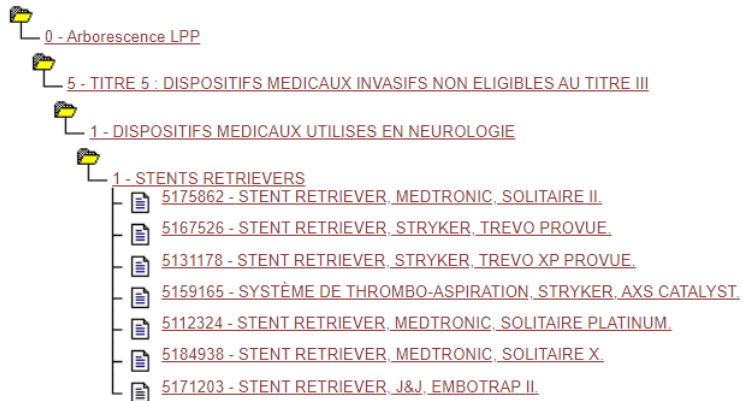 0 - Arborescence LPP
5 - TITRE 5 : DISPOSITIFS MEDICAUX INVASIFS NON ELIGIBLES AU TITRE III
1 - DISPOSITIFS MEDICAUX UTILISES EN NEUROLOGIE
1 - STENTS RETRIEVERS
5175862 - STENT RETRIEVER, MEDTRONIC, SOLITAIRE II.
5167526 - STENT RETRIEVER, STRYKER, TREVO PROVUE.
5131178 - STENT RETRIEVER, STRYKER, TREVO XP PROVUE.
5159165 - SYSTÈME DE THROMBO-ASPIRATION, STRYKER, AXS CATALYST.
5112324 - STENT RETRIEVER, MEDTRONIC, SOLITAIRE PLATINUM.
5184938 - STENT RETRIEVER, MEDTRONIC, SOLITAIRE X.
5171203 - STENT RETRIEVER, J&J, EMBOTRAP II.